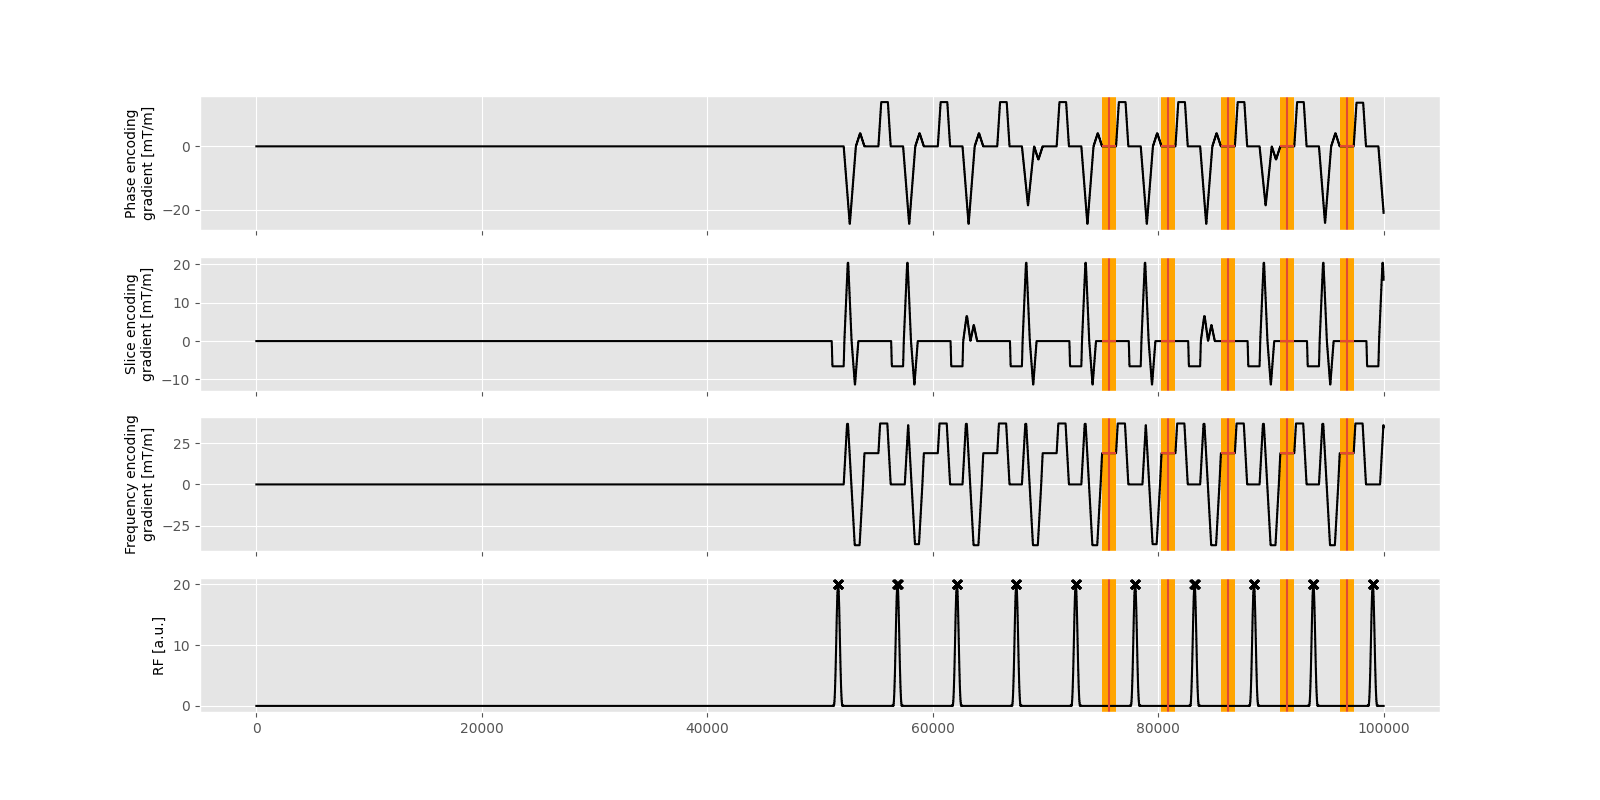 Phase encoding
gradient [mT/m]
0
−20
Slice encoding
gradient [mT/m]
20
10
0
−10
Frequency encoding
gradient [mT/m]
25
0
−25
RF [a.u.]
20
10
0
0 20000 40000 60000 80000 100000